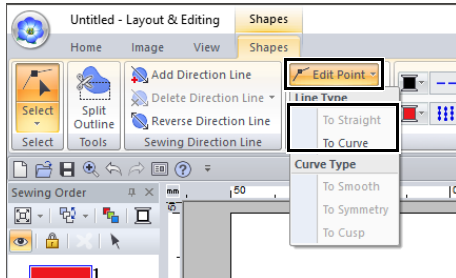 Untitled - Layout & Editing
Shapes
Home Image View Shapes
Select
Split
Outline
Add Direction Line
Delete Direction Line
Reverse Direction Line
Edit Point
Select
Tools
Sewing Direction Line
Line Type
To Straight
To Curve
Curve Type
To Smooth
To Symmetry
To Cusp
Sewing Order
mm
50
1